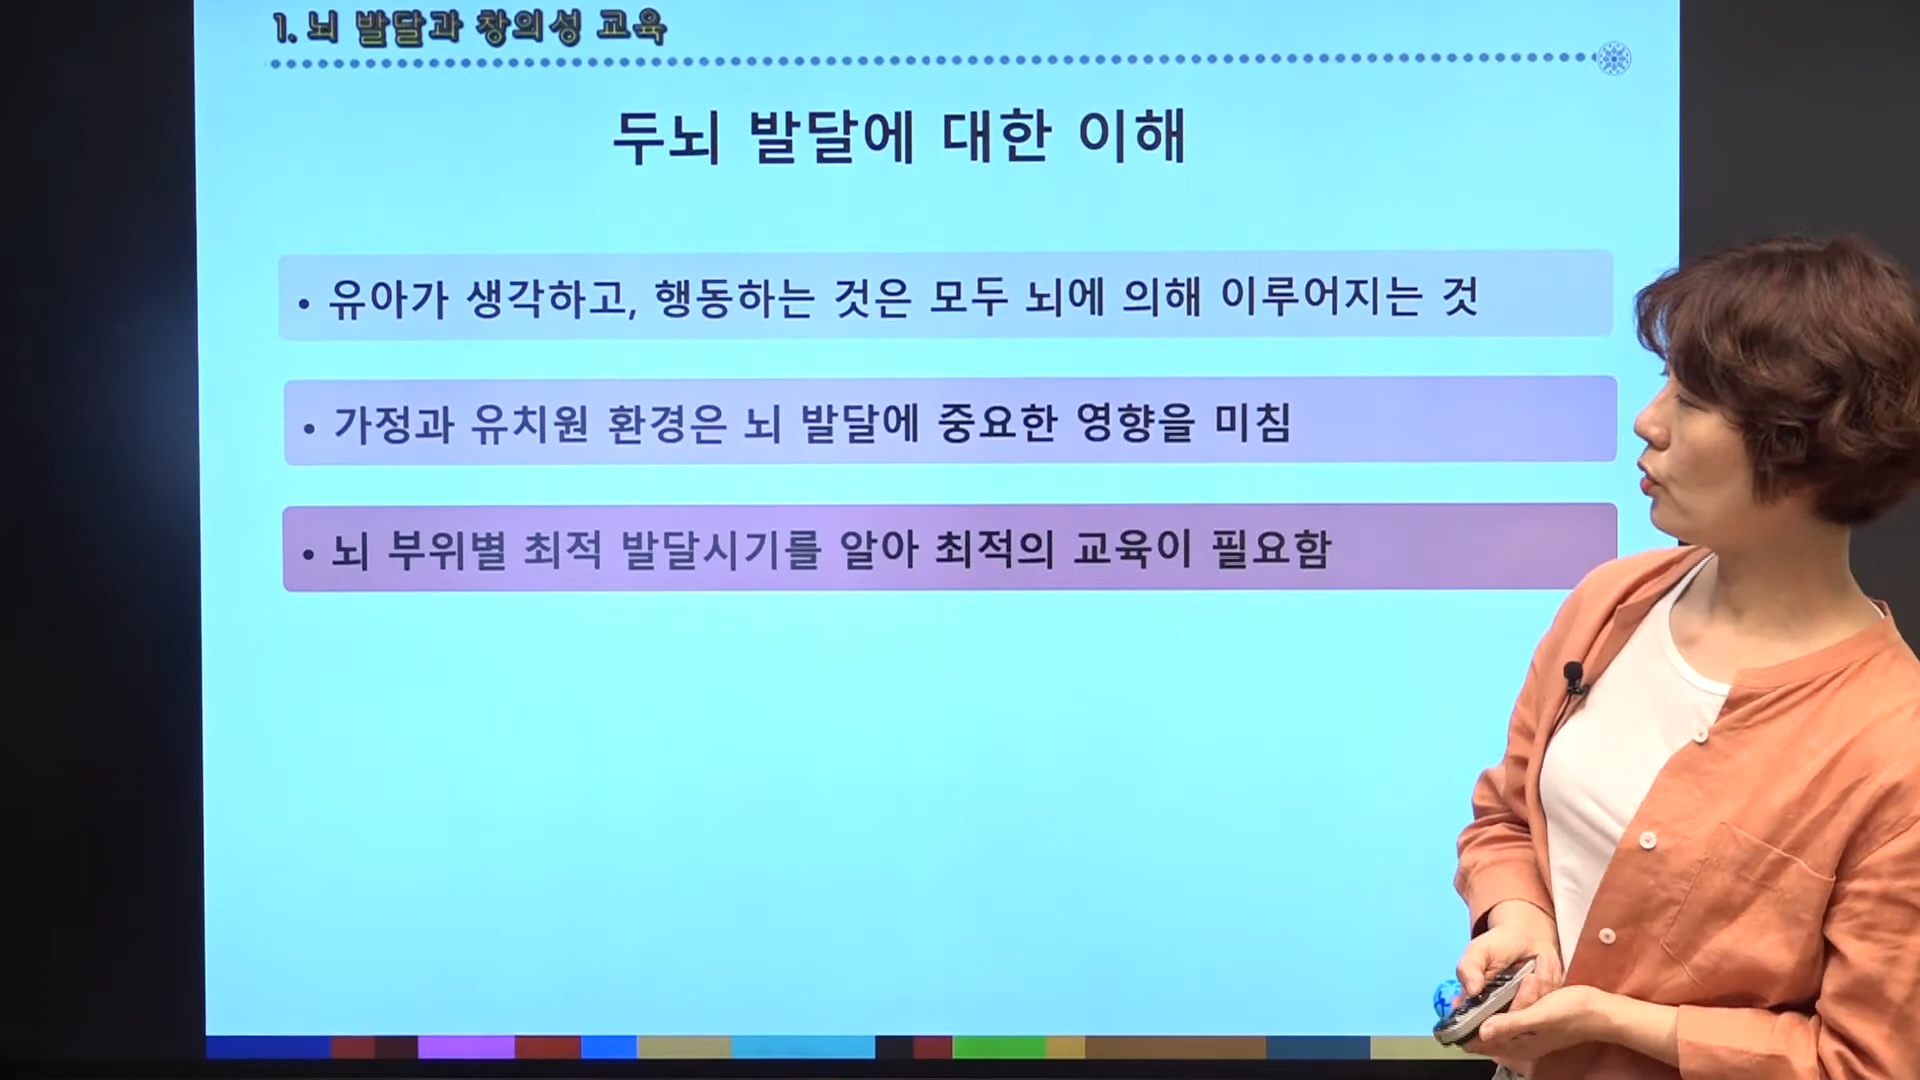 1. 뇌 발달과 창의성 교육
두뇌 발달에 대한 이해
• 유아가 생각하고, 행동하는 것은 모두 뇌에 의해 이루어지는 것
• 가정과 유치원 환경은 뇌 발달에 중요한 영향을 미침
• 뇌 부위별 최적 발달시기를 알아 최적의 교육이 필요함